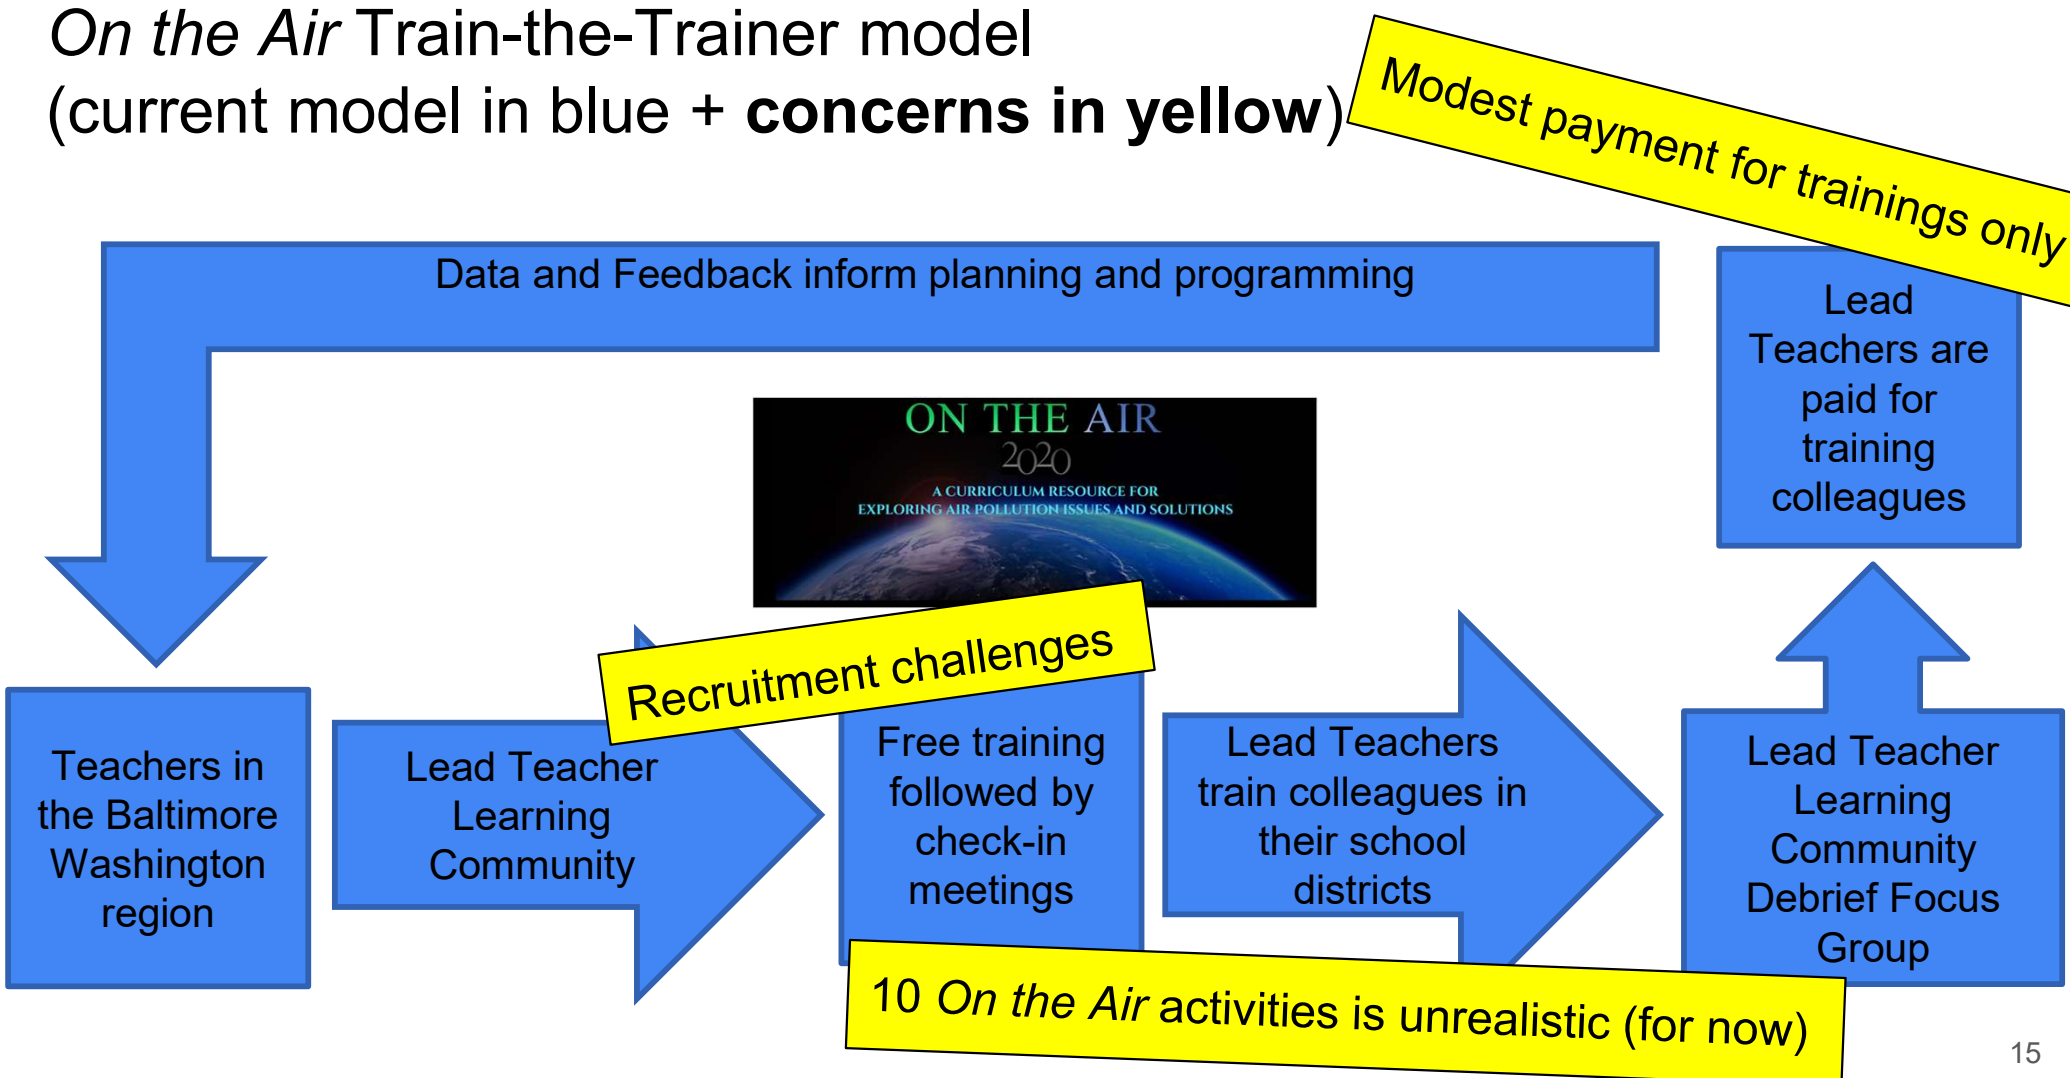 On the Air Train-the-Trainer model
(current model in blue + concerns in yellow)
Modest payment for trainings only
Data and Feedback inform planning and programming
Lead
Teachers are
paid for
training
colleagues
ON THE AIR
2020
A CURRICULUM RESOURCE FOR
EXPLORING AIR POLLUTION ISSUES AND SOLUTIONS
Recruitment challenges
Teachers in
the Baltimore
Washington
region
Lead Teacher
Learning
Community
Free training
followed by
check-in
meetings
Lead Teachers
train colleagues in
their school
districts
Lead Teacher
Learning
Community
Debrief Focus
Group
10 On the Air activities is unrealistic (for now)
15